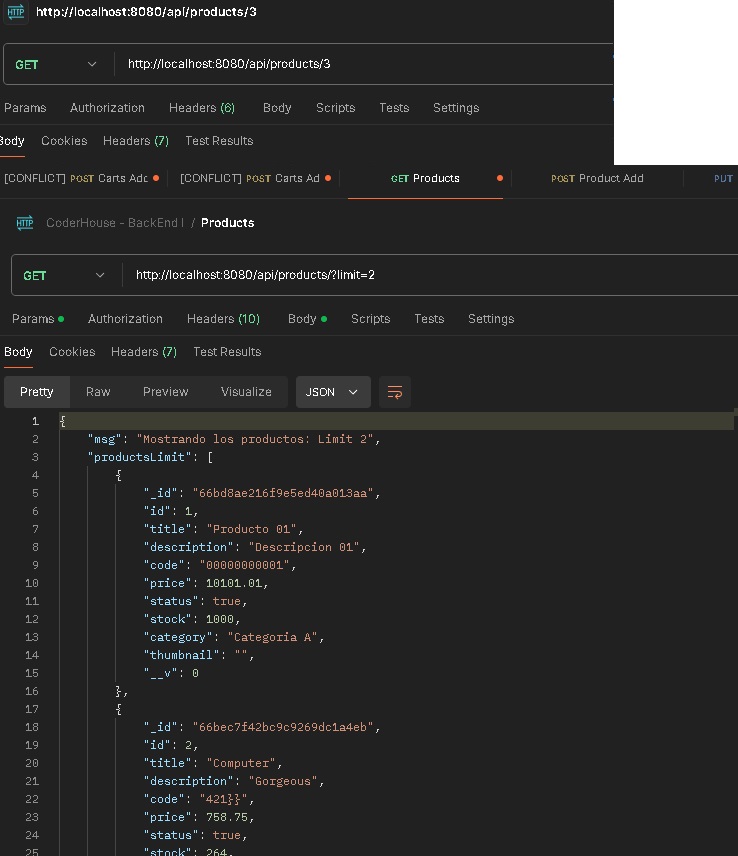 HTTP http://localhost:8080/api/products/3
GET http://localhost:8080/api/products/3
Params Authorization Headers (6) Body Scripts Tests Settings
Body Cookies Headers (7) Test Results
[CONFLICT] POST Carts Adc [CONFLICT] POST Carts Ad GET Products POST Product Add PUT
HTTP CoderHouse - BackEnd I / Products
GET http://localhost:8080/api/products/?limit=2
Params Authorization Headers (10) Body Scripts Tests Settings
Body Cookies Headers (7) Test Results
Pretty Raw Preview Visualize JSON
1 {
2 "msg": "Mostrando los productos: Limit 2",
3 "productsLimit": [
4 {
5 "_id": "66bd8ae216f9e5ed40a013aa",
6 "id": 1,
7 "title": "Producto 01",
8 "description": "Descripcion 01",
9 "code": "00000000001",
10 "price": 10101.01,
11 "status": true,
12 "stock": 1000,
13 "category": "Categoria A",
14 "thumbnail": "",
15 "__v": 0
16 },
17 {
18 "_id": "66bec7f42bc9c9269dc1a4eb",
19 "id": 2,
20 "title": "Computer",
21 "description": "Gorgeous",
22 "code": "421}}",
23 "price": 758.75,
24 "status": true,
25 "stock": 264,